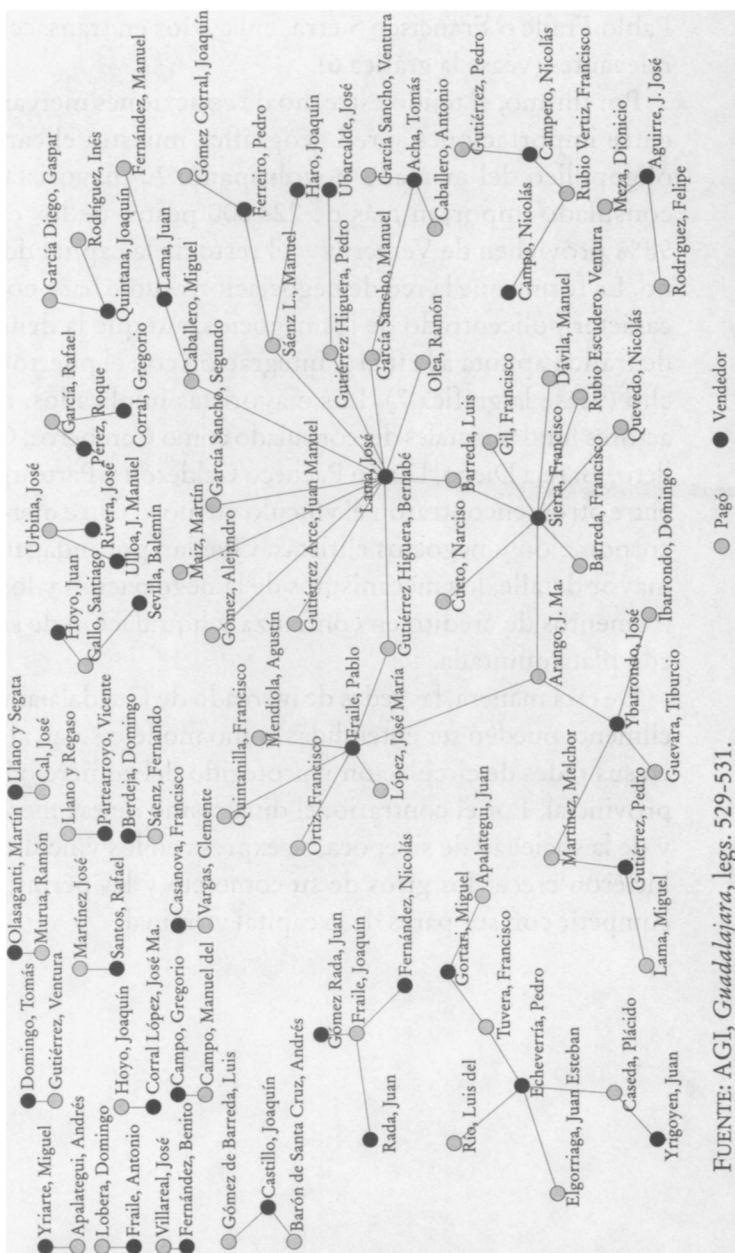 Yriarte, Miguel
Apalategui, Andrés
Lobera, Domingo
Fraile, Antonio
Villareal, José
Fernández, Benito
Domingo, Tomás
Gutiérrez, Ventura
Hoyo, Joaquín
Corral López, José Ma.
Campo, Gregorio
Campo, Manuel del
Olasaganti, Martín
Murua, Ramón
Martínez, José
Santos, Rafael
Casanova, Francisco
Vargas, Clemente
Llano y Segata
Moral, José
Llano y Regaso
Partearroyo, Vicente
Berdeja, Domingo
Sáenz, Fernando
Hoyo, Juan
Gallo, Santiago
Sevilla, Balemin
Urbina, José
Rivera, José
Ulloa, J. Manuel
Gaza, Rafael
Pérez, Roque
Corral, Gregorio
García Diego, Gaspar
Rodríguez, Ina
Quintana, Joaquín
Fernández, Manuel
Lama, Juan
Caballero, Miguel
Gómez Corral, Joaquín
Ferreiro, Pedro
Sáenz, J. Manuel
Gómez de Barreda, Luis
Castillo, Joaquín
Barón de Santa Cruz, Andrés
Maíz, Martín
García Sancho, Segundo
Gómez, Alejandro
Gutiérrez Arce, Juan Manuel
Haro, Joaquín
Ubercalde, José
Gutiérrez Higuera, Pedro
García Sancho, Ventura
García Sancho, Manuel
Lama, José
Gutiérrez Higuera, Bernabé
Acha, Tomás
Caballero, Antonio
Olea, Ramón
Quintanilla, Francisco
Mendiola, Agustín
Ortiz, Francisco
Fraile, Pablo
López, José María
Gómez Rada, Juan
Fraile, Joaquín
Rada, Juan
Fernández, Nicolás
Barreda, Luis
Coto, Narciso
Gil, Francisco
Sierra, Francisco
Arangui, Ma.
Barreda, Francisco
Dávila, Manuel
Rubio Escudero, Ventura
Quevedo, Nicolás
Gutiérrez, Pedro
Campero, Nicolás
Campo, Nicolás
Rubio Vertiz, Francisco
Meza, Donicio
Aguirre, J. José
Rodríguez, Felipe
Gortari, Miguel
Apalategui, Juan
Tuvera, Francisco
Río, Luis del
Echeverría, Pedro
Elgorriaga, Juan Esteban
Caseda, Plácido
Yrigoyen, Juan
Martínez, Melcho
Ybarrondo, José
Ibarrondo, Domingo
Guevara, Tiburcio
Gutiérrez, Pedro
Lama, Miguel
Pagó
Vendedor
FUENTE: AGI, Guadalajara, legs. 529-531.